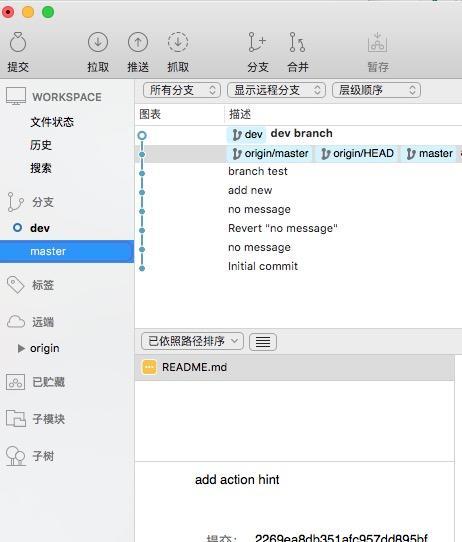 提交 拉取 推送 抓取 分支 合并 暂存
WORKSPACE
文件状态
历史
搜索
分支
dev
master
标签
远端
origin
已贮藏
子模块
子树
所有分支 显示远程分支 层级顺序
图表 描述
dev dev branch
origin/master origin/HEAD master
branch test
add new
no message
Revert "no message"
no message
Initial commit
已依照路径排序
README.md
add action hint
提交: 2269ea8db351afc957dd895bf